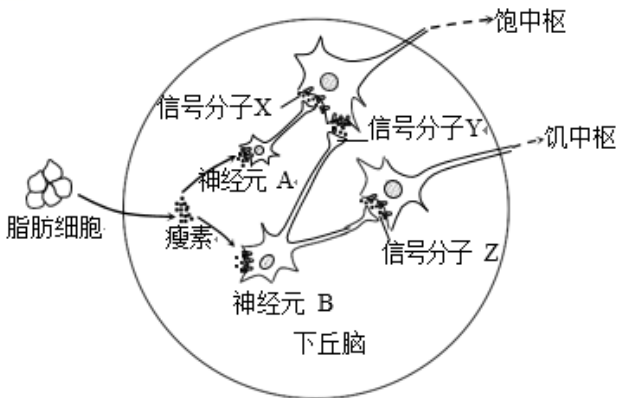 饱中枢
信号分子X
信号分子Y
饥中枢
神经元 A
脂肪细胞
瘦素
信号分子 Z
神经元 B
下丘脑